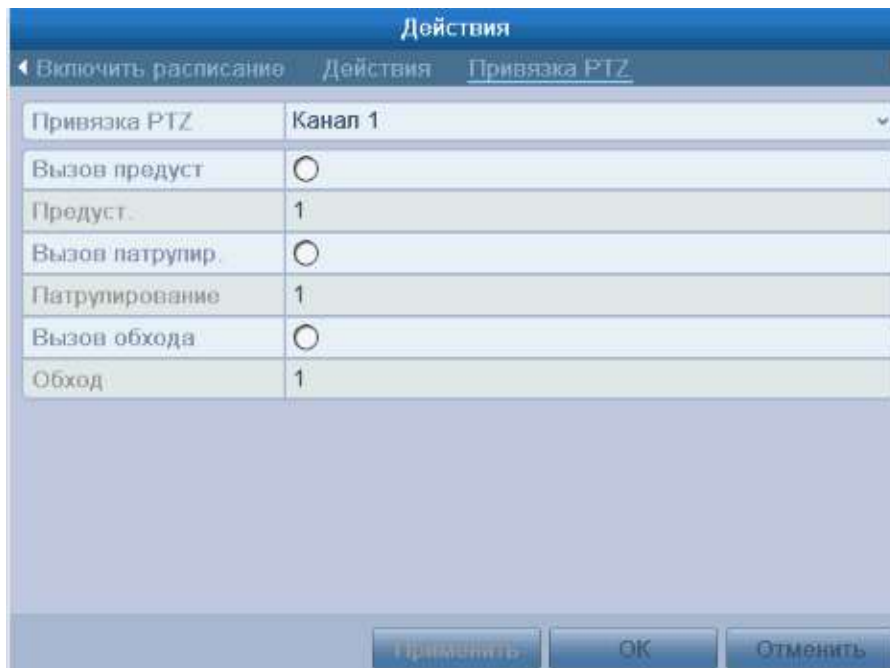 Действия
Включить расписание Действия Привязка PTZ
Привязка PTZ Канал 1
Вызов предуст
Предуст. 1
Вызов патрулир. 
Патрулирование 1
Вызов обхода
Обход 1
Применить OK Отменить